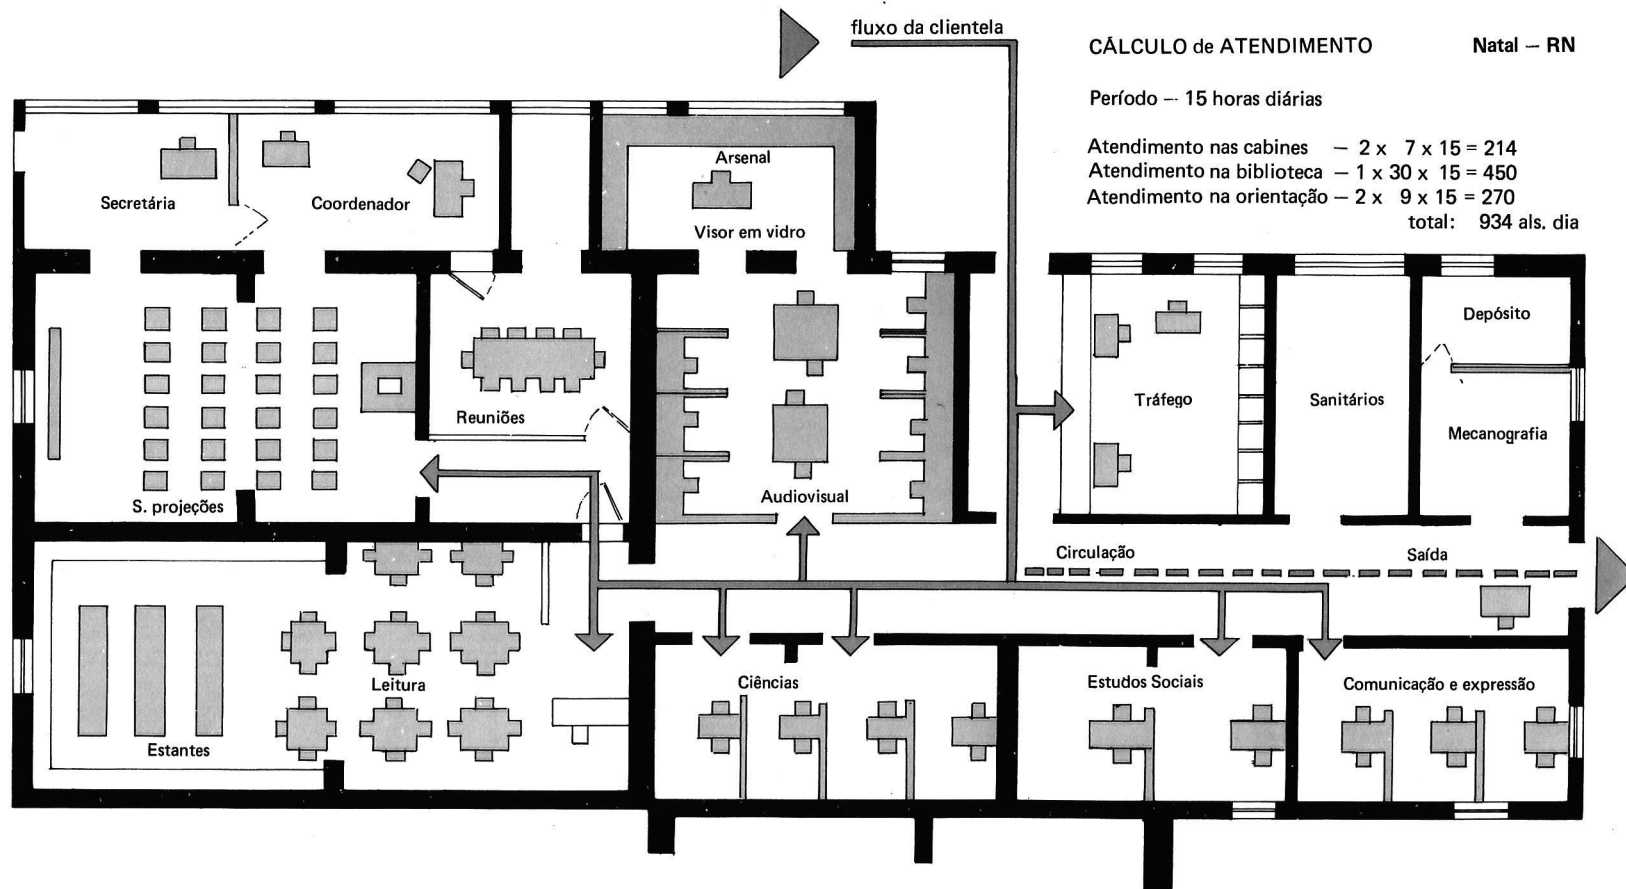 fluxo da clientela
CÁLCULO de ATENDIMENTO Natal – RN
Período – 15 horas diárias
Atendimento nas cabines – 2 x 7 x 15 = 214
Atendimento na biblioteca – 1 x 30 x 15 = 450
Atendimento na orientação – 2 x 9 x 15 = 270
total: 934 als. dia
Secretária
Coordenador
Arsenal
Visor em vidro
S. projeções
Reuniões
Audiovisual
Tráfego
Sanitários
Depósito
Mecanografia
Circulação
Saída
Estantes
Leitura
Ciências
Estudos Sociais
Comunicação e expressão